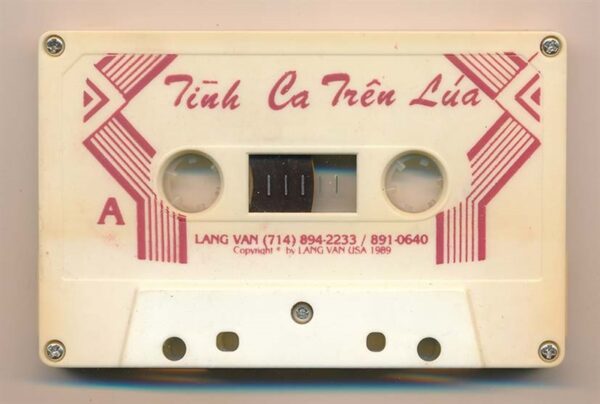 Tình Ca Trên Lúa
A
LANG VAN (714) 894-2233 / 891-0640
Copyright * by LANG VAN USA 1989